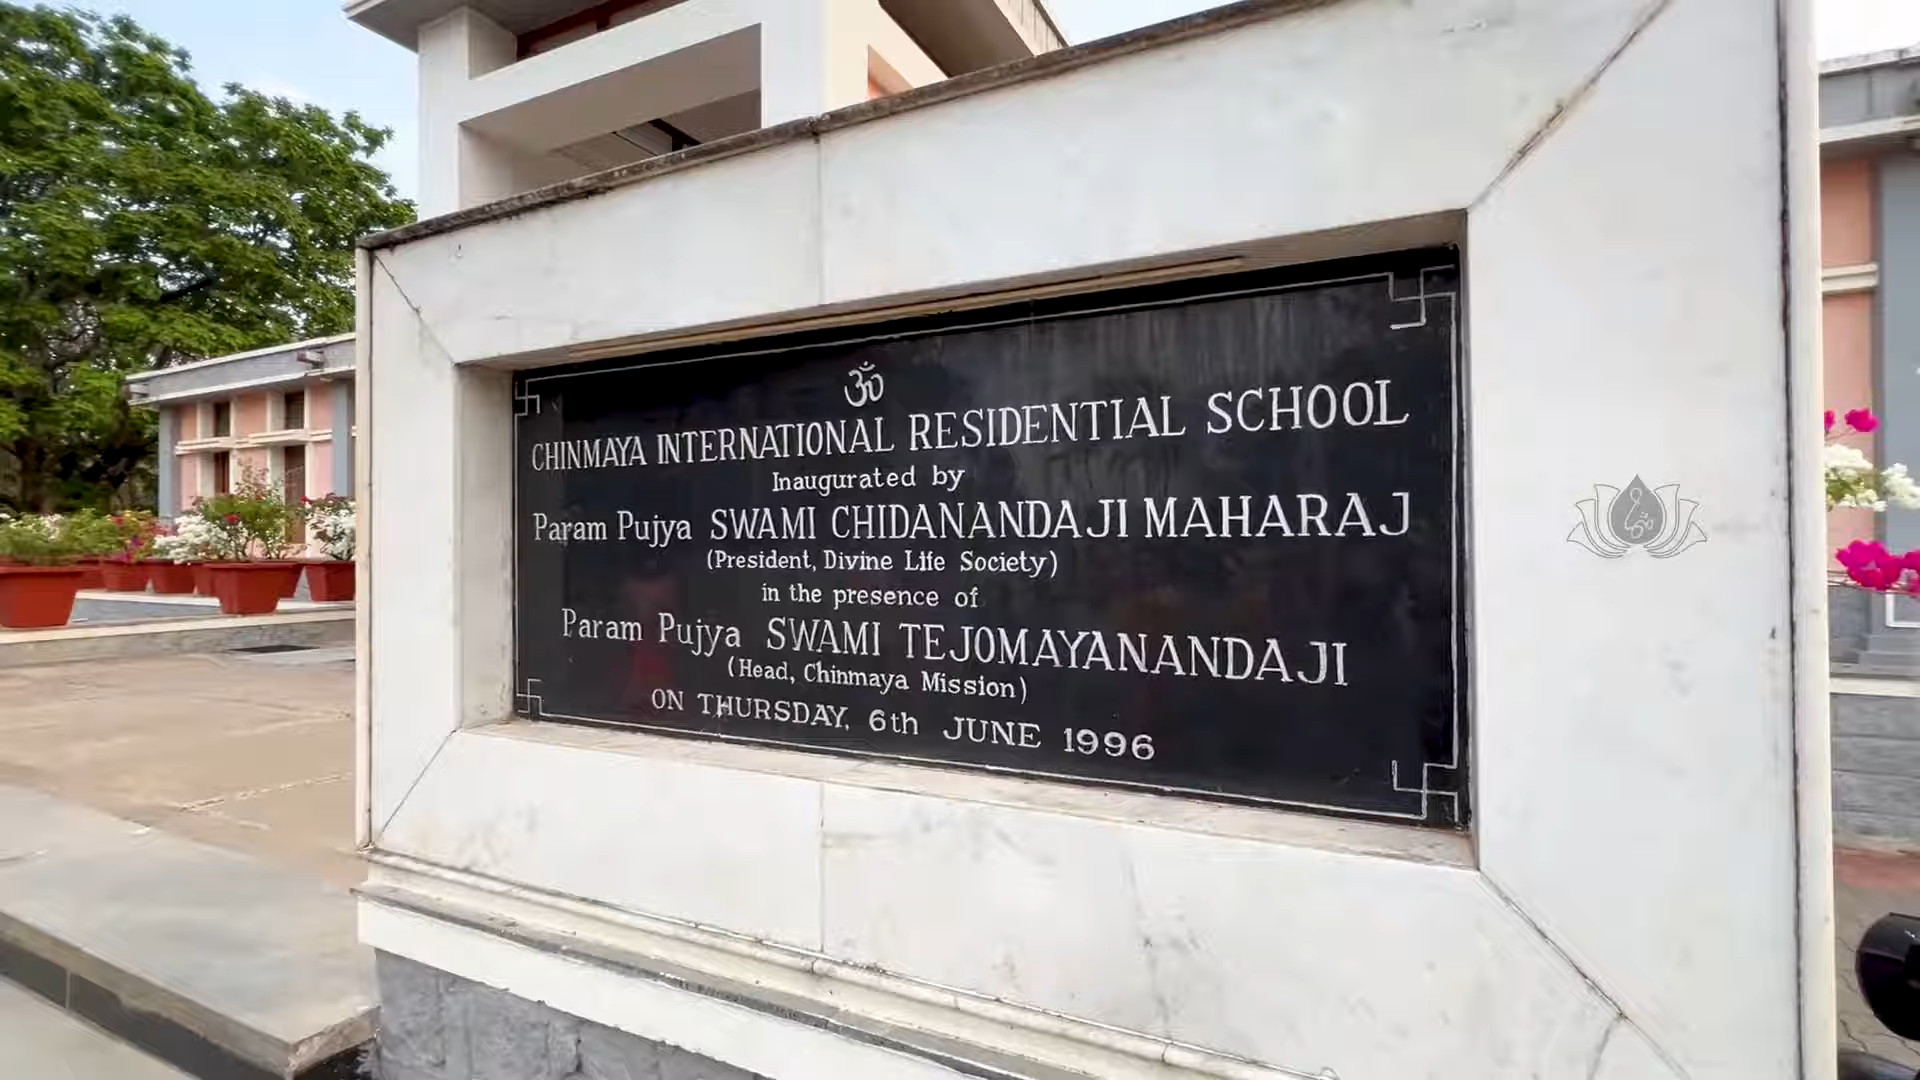 ॐ
CHINMAYA INTERNATIONAL RESIDENTIAL SCHOOL
Inaugurated by
Param Pujya SWAMI CHIDANANDAJI MAHARAJ
(President, Divine Life Society)
in the presence of
Param Pujya SWAMI TEJOMAYANANDAJI
(Head, Chinmaya Mission)
ON THURSDAY, 6th JUNE 1996